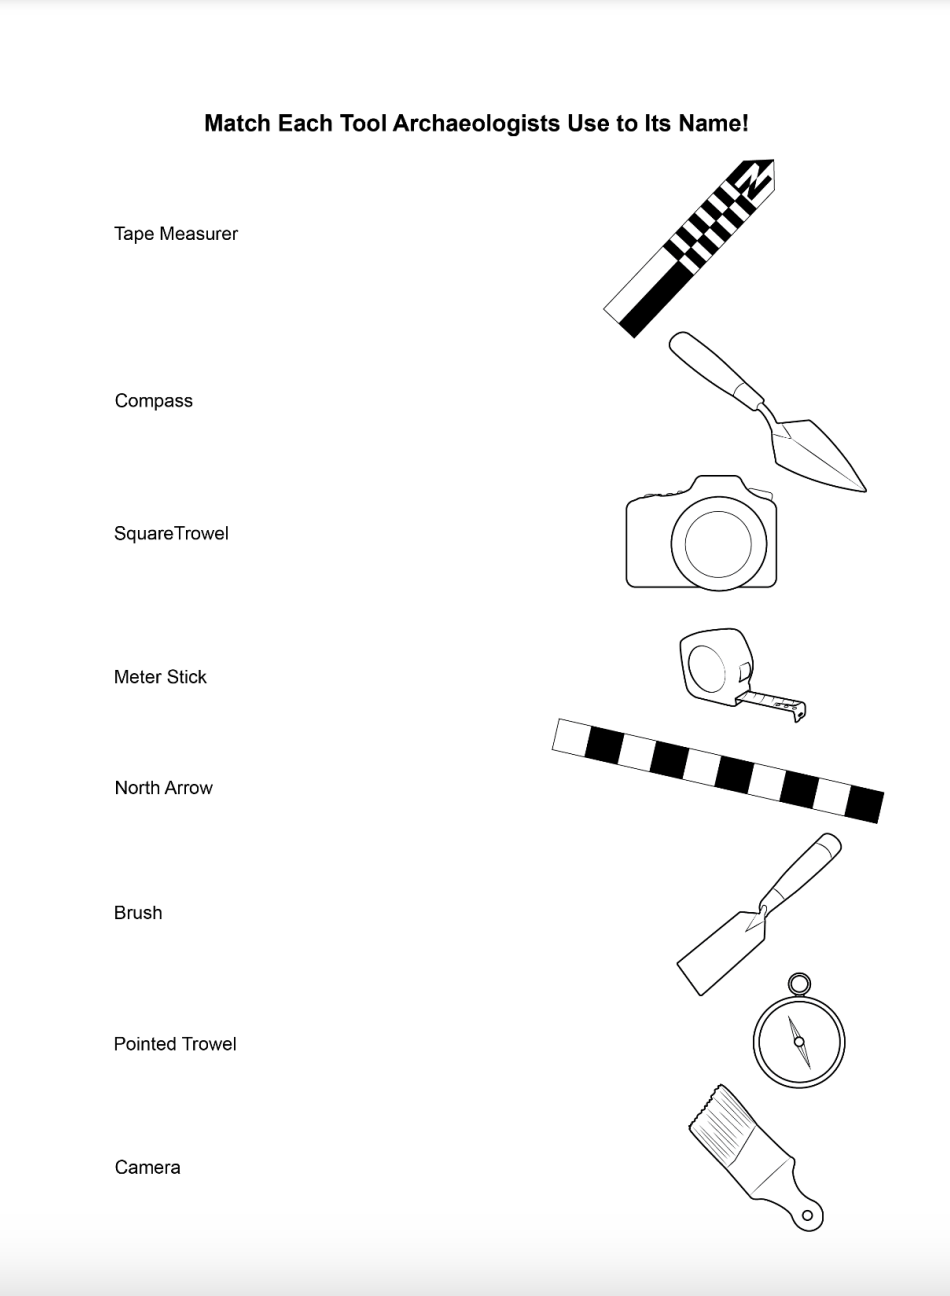 Match Each Tool Archaeologists Use to Its Name!
N
Tape Measurer
Compass
SquareTrowel
Meter Stick
North Arrow
Brush
Pointed Trowel
Camera